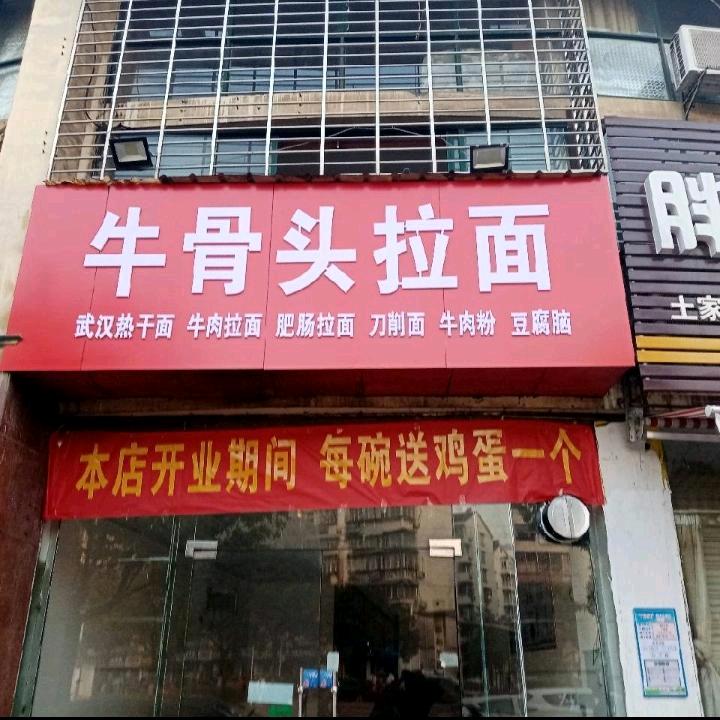 牛骨头拉面
武汉热干面 牛肉拉面 肥肠拉面 刀削面 牛肉粉 豆腐脑
本店开业期间 每碗送鸡蛋一个
胖
土家